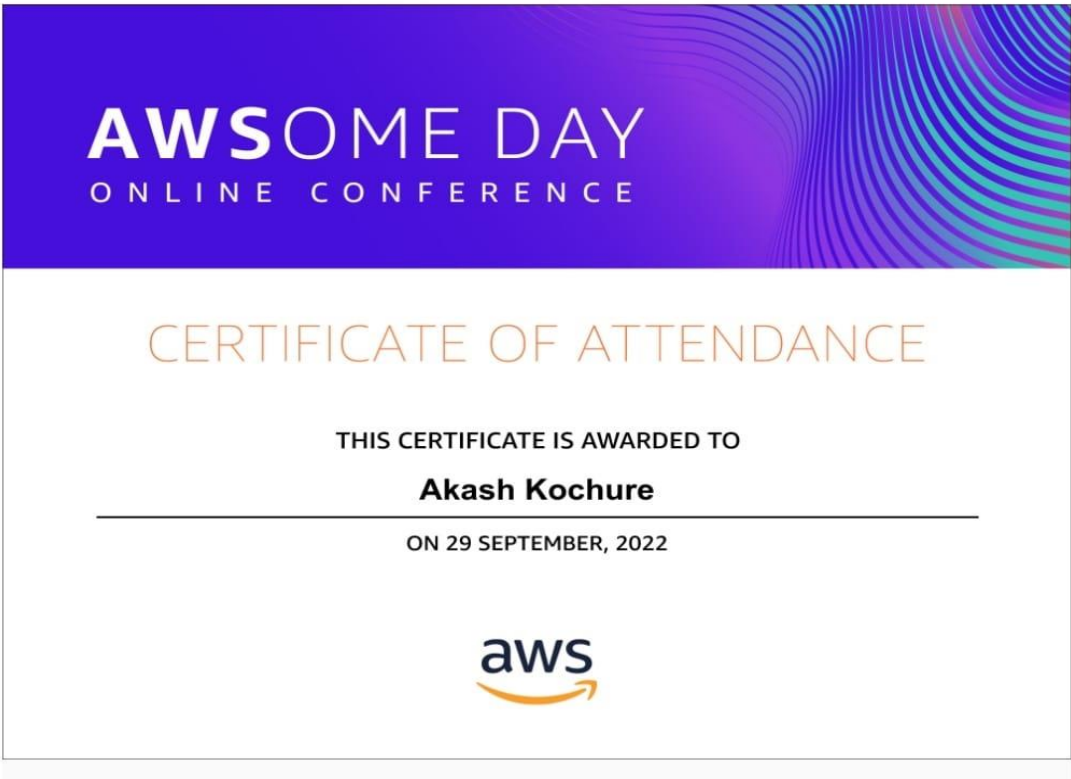 AWSOME DAY
ONLINE CONFERENCE
CERTIFICATE OF ATTENDANCE
THIS CERTIFICATE IS AWARDED TO
Akash Kochure
ON 29 SEPTEMBER, 2022
aws